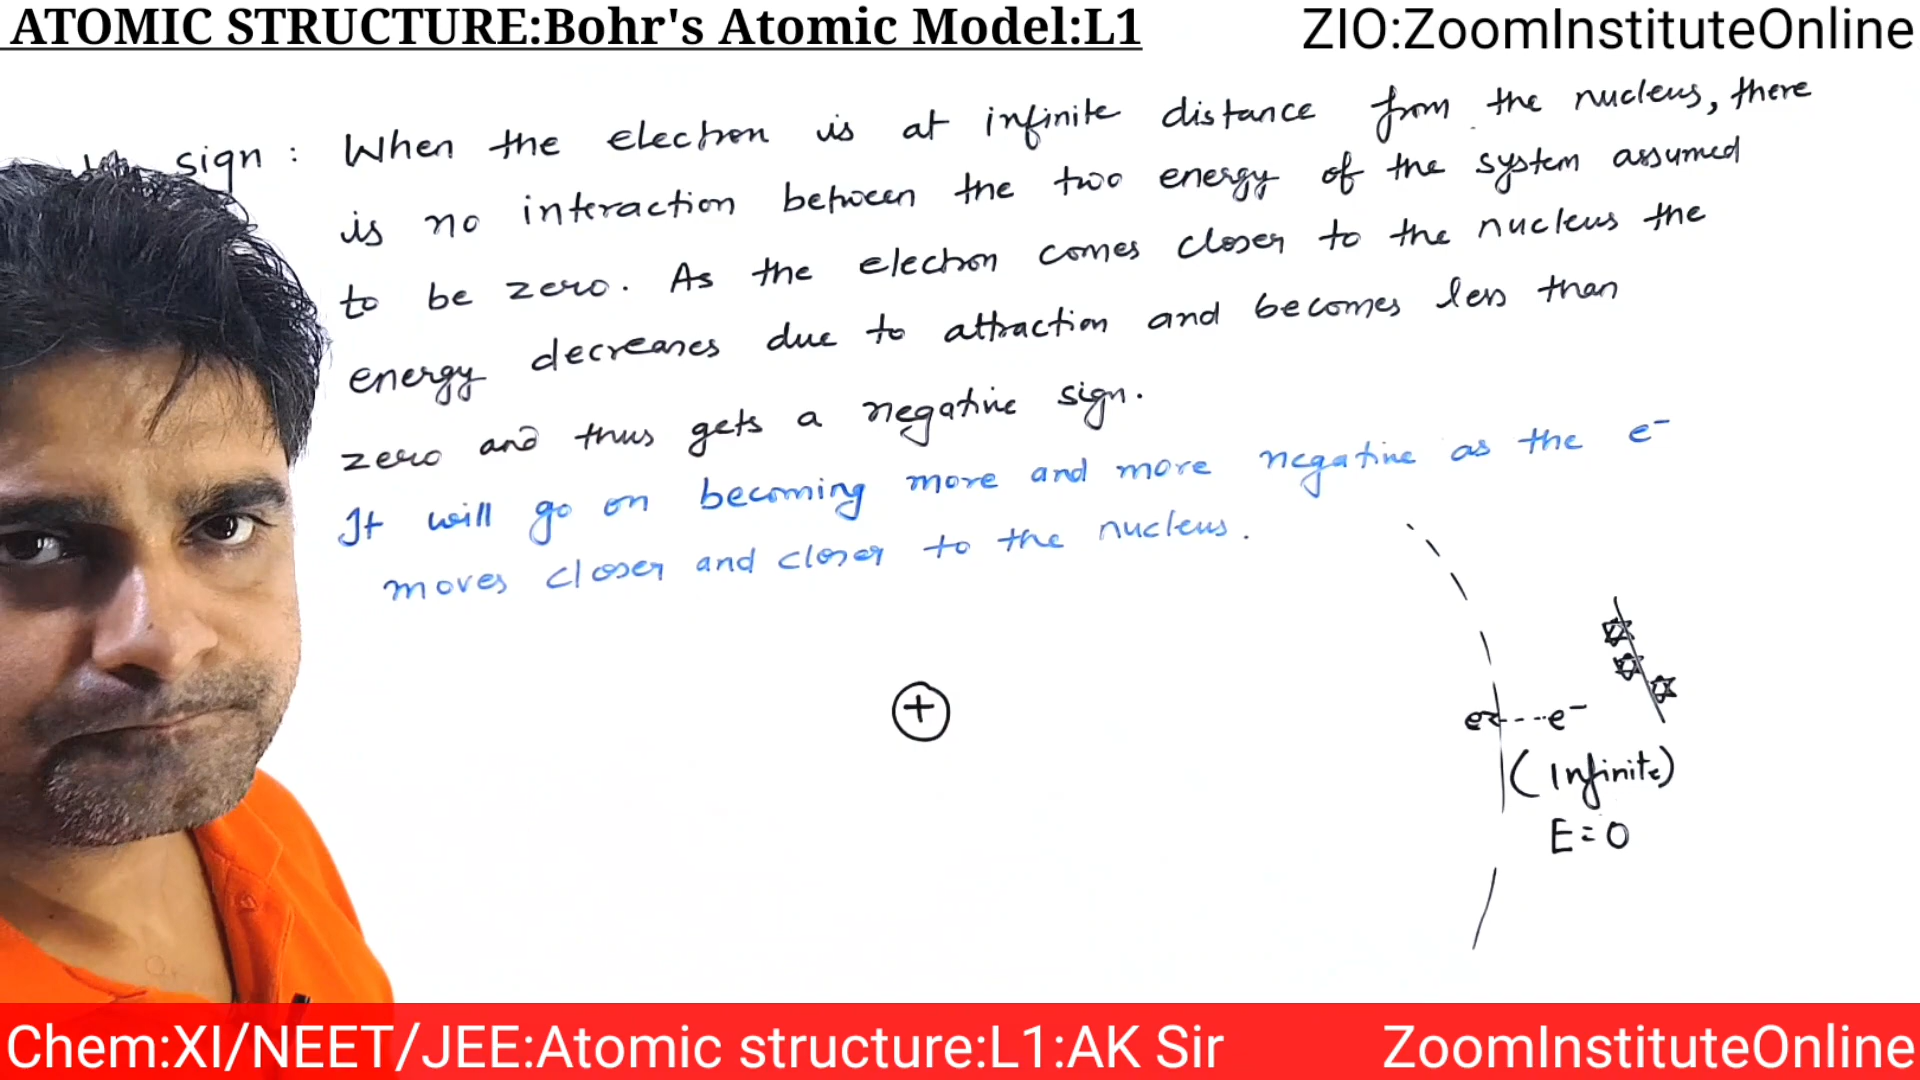 ATOMIC STRUCTURE:Bohr's Atomic Model:L1
ZIO:ZoomInstituteOnline
sign : When the electron is at infinite distance from the nucleus, there
is no interaction between the two energy of the system assumed
to be zero. As the electron comes closer to the nucleus the
energy decreases due to attraction and becomes less than
zero and thus gets a negative sign.
It will go on becoming more and more negative as the e⁻
moves closer and closer to the nucleus.
+
e⁻
(Infinite)
E=0
Chem:XI/NEET/JEE:Atomic structure:L1:AK Sir
ZoomInstituteOnline